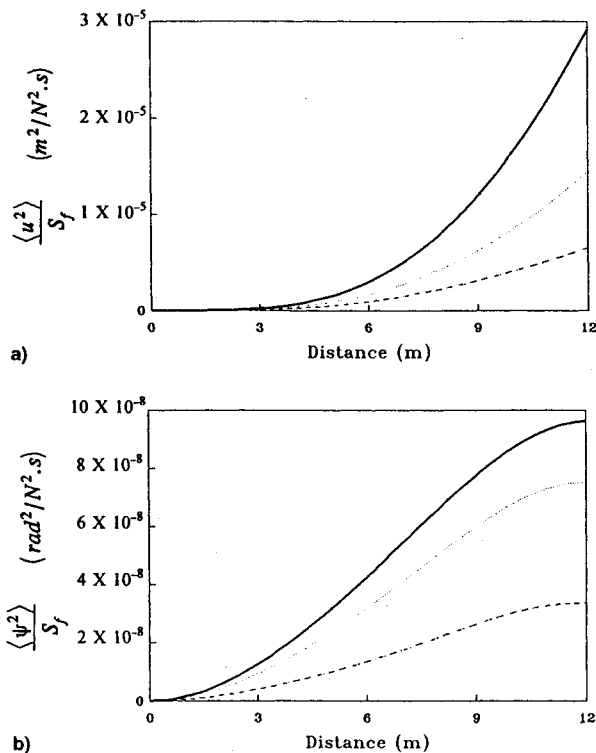 3 X 10⁻⁵
2 X 10⁻⁵
1 X 10⁻⁵
0
⟨u²⟩ / S_f (m²/N².s)
0 3 6 9 12
Distance (m)
a)
10 X 10⁻⁸
8 X 10⁻⁸
6 X 10⁻⁸
4 X 10⁻⁸
2 X 10⁻⁸
0
⟨ψ²⟩ / S_f (rad²/N².s)
0 3 6 9 12
Distance (m)
b)